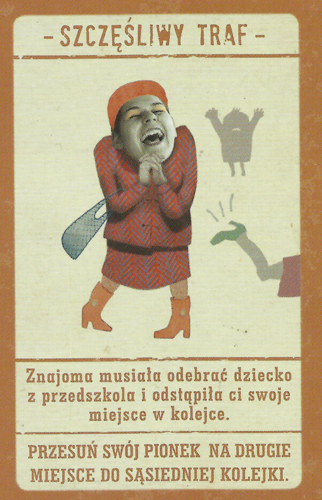 - SZCZĘŚLIWY TRAF -
Znajoma musiała odebrać dziecko
z przedszkola i odstąpiła ci swoje
miejsce w kolejce.
PRZESUŃ SWÓJ PIONEK NA DRUGIE
MIEJSCE DO SĄSIEDNIEJ KOLEJKI.